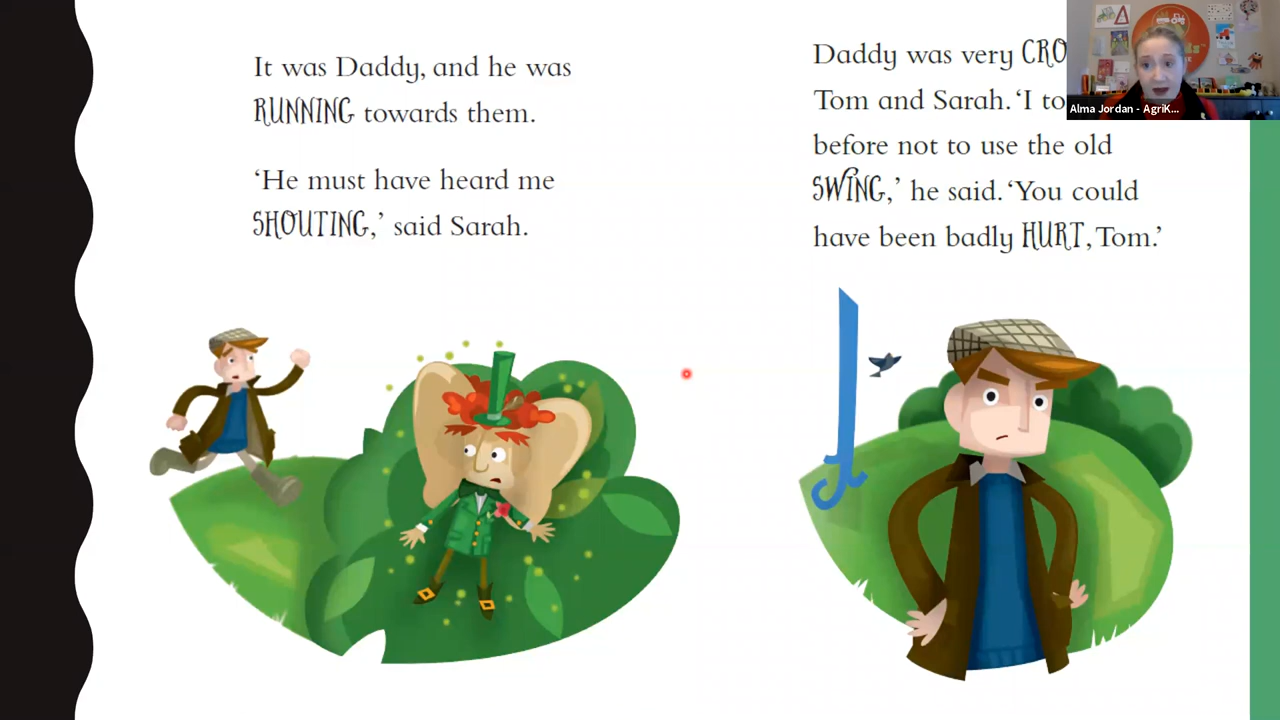 It was Daddy, and he was
RUNNING towards them.
‘He must have heard me
SHOUTING,’ said Sarah.
Daddy was very
Tom and Sarah. ‘I
before not to use the old
SWING,’ he said. ‘You could
have been badly HURT, Tom.’
Alma Jordan - AgriK...